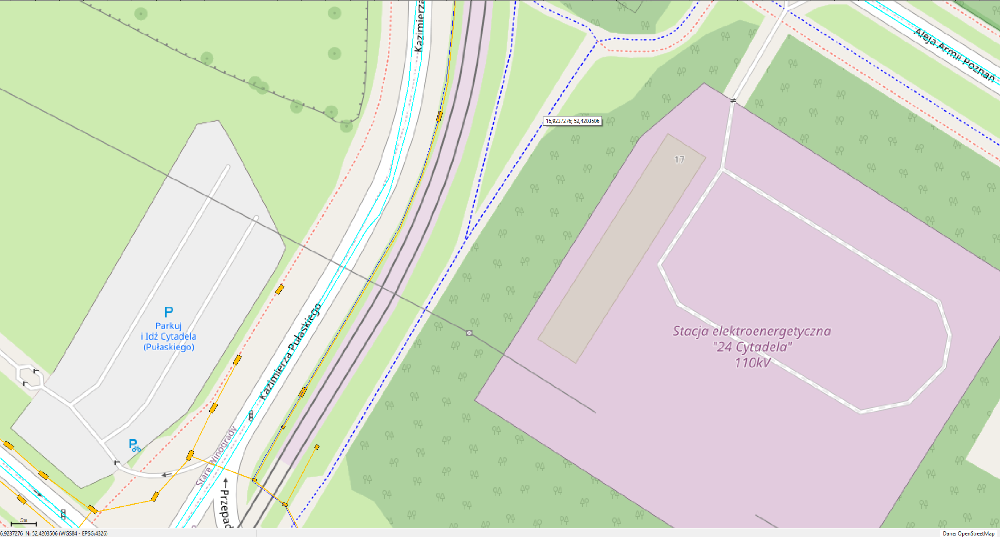 Kazimierza
Aleja Armii Poznań
16,9237276; 52,4203506
17
P
Parkuj
i Idź Cytadela
(Pułaskiego)
Kazimierza Pułaskiego
Stacja elektroenergetyczna
"24 Cytadela"
110kV
P
Stare Winogrady
Przepad
5m
6,9237276 N: 52,4203506 (WGS84 - EPSG:4326)
Dane: OpenStreetMap